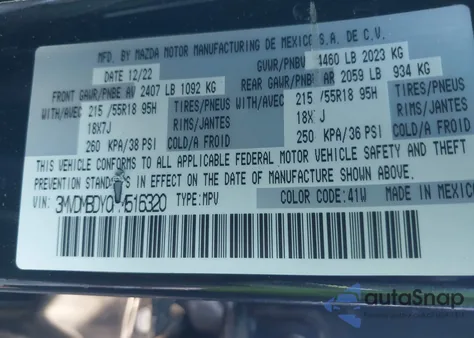 MFD. BY MAZDA MOTOR MANUFACTURING DE MEXICO S.A. DE C.V.
DATE 12/22 GVWR/PNBV 4460 LB 2023 KG
FRONT GAWR/PNBE AV 2407 LB 1092 KG REAR GAWR/PNBE AR 2059 LB 934 KG
WITH/AVEC 215 /55R18 95H TIRES/PNEUS WITH/AVEC 215 /55R18 95H TIRES/PNEUS
18X7J RIMS/JANTES 18X J RIMS/JANTES
260 KPA/38 PSI COLD/A FROID 250 KPA/36 PSI COLD/A FROID
THIS VEHICLE CONFORMS TO ALL APPLICABLE FEDERAL MOTOR VEHICLE SAFETY AND THEFT
PREVENTION STANDARDS IN EFFECT ON THE DATE OF MANUFACTURE SHOWN ABOVE.
VIN: TYPE:MPV COLOR CODE:41W MADE IN MEXICO
autoSnap